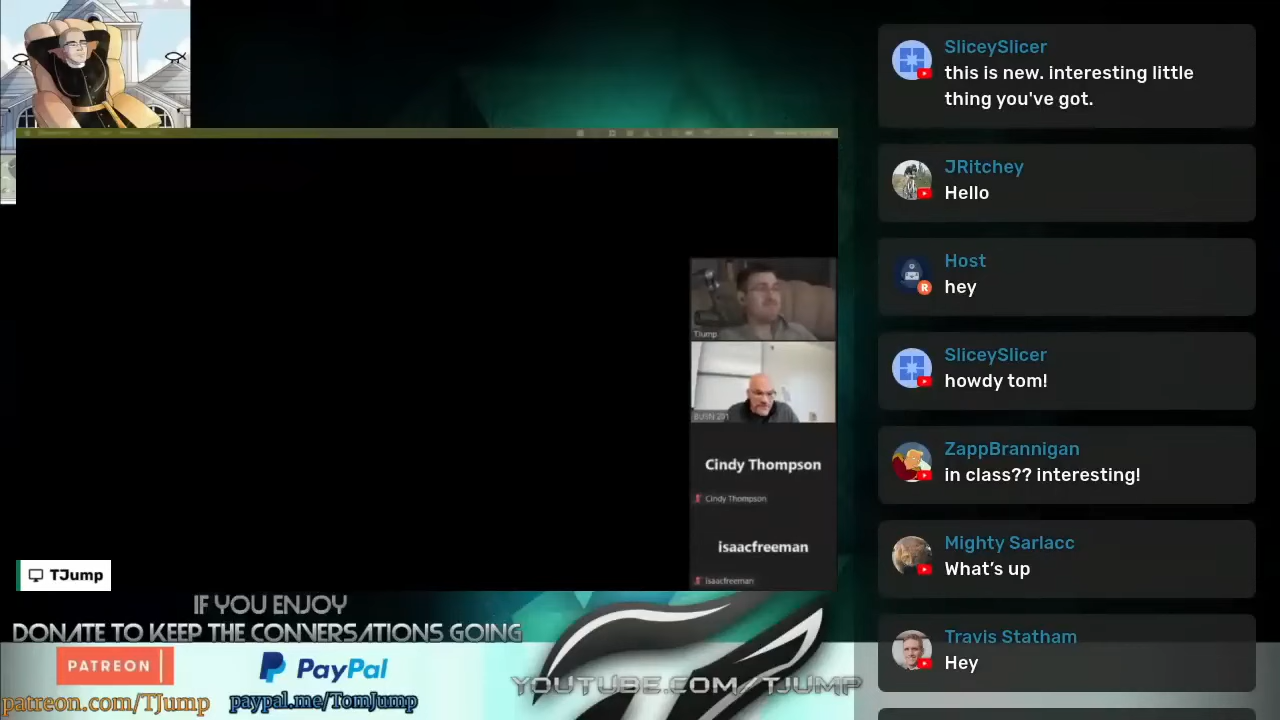 SliceySlicer
this is new. interesting little
thing you've got.
JRitchey
Hello
Host
hey
SliceySlicer
howdy tom!
ZappBrannigan
in class?? interesting!
Mighty Sarlacc
What’s up
Travis Statham
Hey
TJump
Cindy Thompson
Cindy Thompson
isaacfreeman
isaacfreeman
TJump
IF YOU ENJOY
DONATE TO KEEP THE CONVERSATIONS GOING
PATREON
PayPal
patreon.com/TJump
paypal.me/TomJump
YOUTUBE.COM/TJUMP